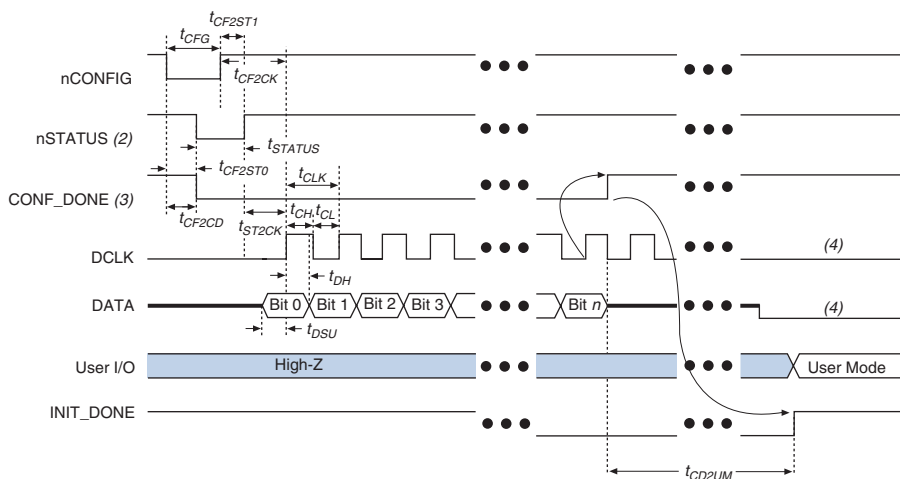 tCF2ST1
tCFG
nCONFIG
tCF2CK
nSTATUS (2)
tSTATUS
tCF2ST0
tCLK
CONF_DONE (3)
tCF2CD
tST2CK
tCH
tCL
DCLK
(4)
tDH
DATA
Bit 0
Bit 1
Bit 2
Bit 3
Bit n
(4)
tDSU
User I/O
High-Z
User Mode
INIT_DONE
tCD2UM